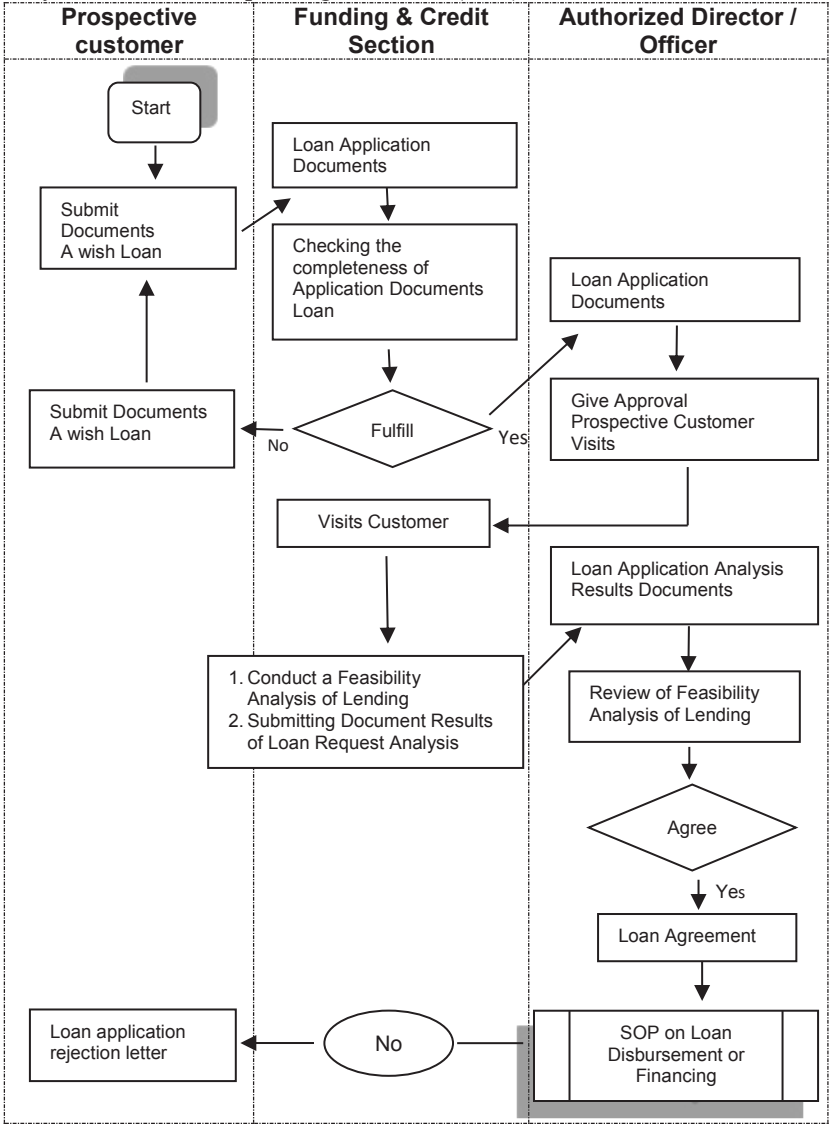 Prospective
customer
Funding & Credit
Section
Authorized Director /
Officer
Start
Submit
Documents
A wish Loan
Loan Application
Documents
Checking the
completeness of
Application Documents
Loan
Loan Application
Documents
Submit Documents
A wish Loan
No
Fulfill
Yes
Give Approval
Prospective Customer
Visits
Visits Customer
Loan Application Analysis
Results Documents
1. Conduct a Feasibility
Analysis of Lending
2. Submitting Document Results
of Loan Request Analysis
Review of Feasibility
Analysis of Lending
Agree
Yes
Loan Agreement
Loan application
rejection letter
No
SOP on Loan
Disbursement or
Financing